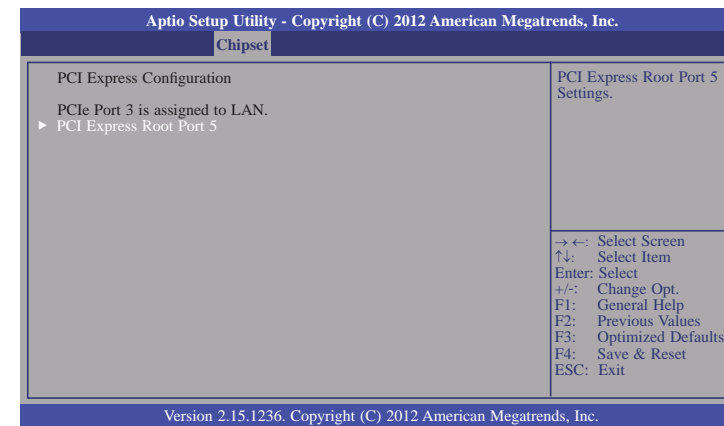 Aptio Setup Utility - Copyright (C) 2012 American Megatrends, Inc.
Chipset
PCI Express Configuration
PCIe Port 3 is assigned to LAN.
► PCI Express Root Port 5
PCI Express Root Port 5
Settings.
→ ←: Select Screen
↑↓: Select Item
Enter: Select
+/-: Change Opt.
F1: General Help
F2: Previous Values
F3: Optimized Defaults
F4: Save & Reset
ESC: Exit
Version 2.15.1236. Copyright (C) 2012 American Megatrends, Inc.